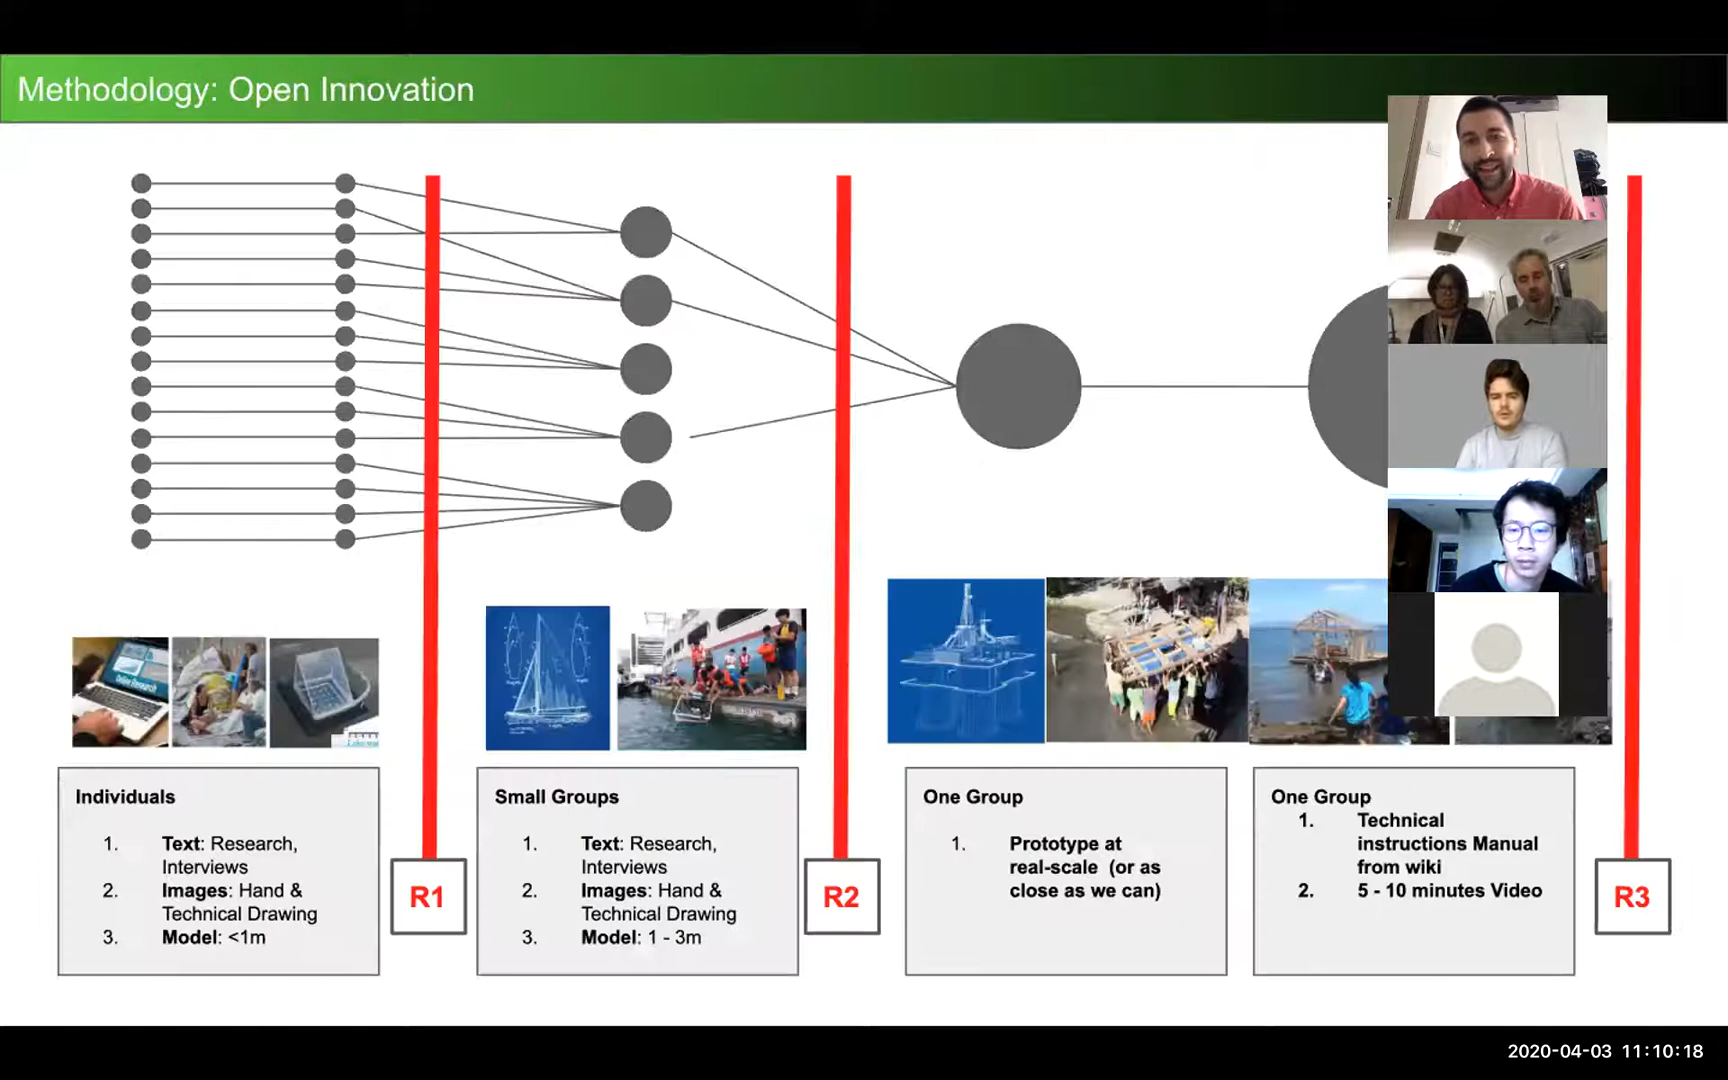 Methodology: Open Innovation
Individuals
1. Text: Research,
Interviews
2. Images: Hand &
Technical Drawing
3. Model: <1m
R1
Small Groups
1. Text: Research,
Interviews
2. Images: Hand &
Technical Drawing
3. Model: 1 - 3m
R2
One Group
1. Prototype at
real-scale (or as
close as we can)
One Group
1. Technical
instructions Manual
from wiki
2. 5 - 10 minutes Video
R3
2020-04-03 11:10:18